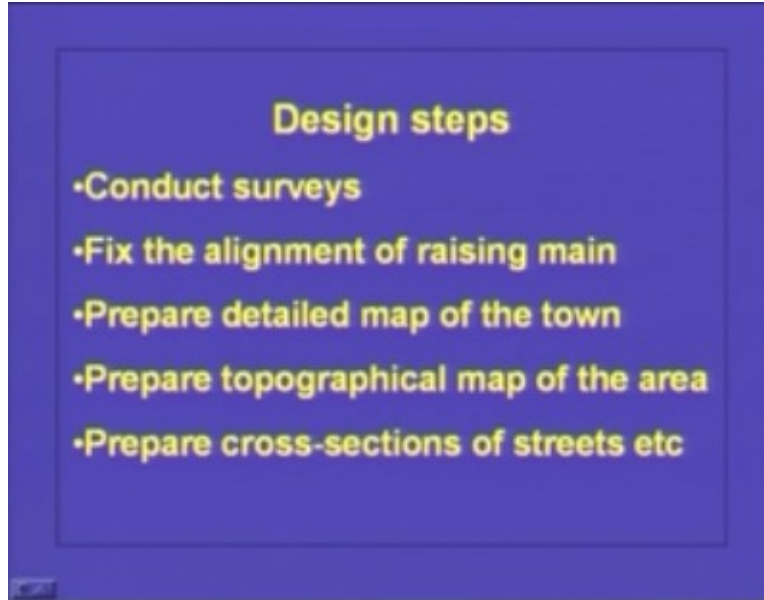 Design steps
•Conduct surveys
•Fix the alignment of raising main
•Prepare detailed map of the town
•Prepare topographical map of the area
•Prepare cross-sections of streets etc